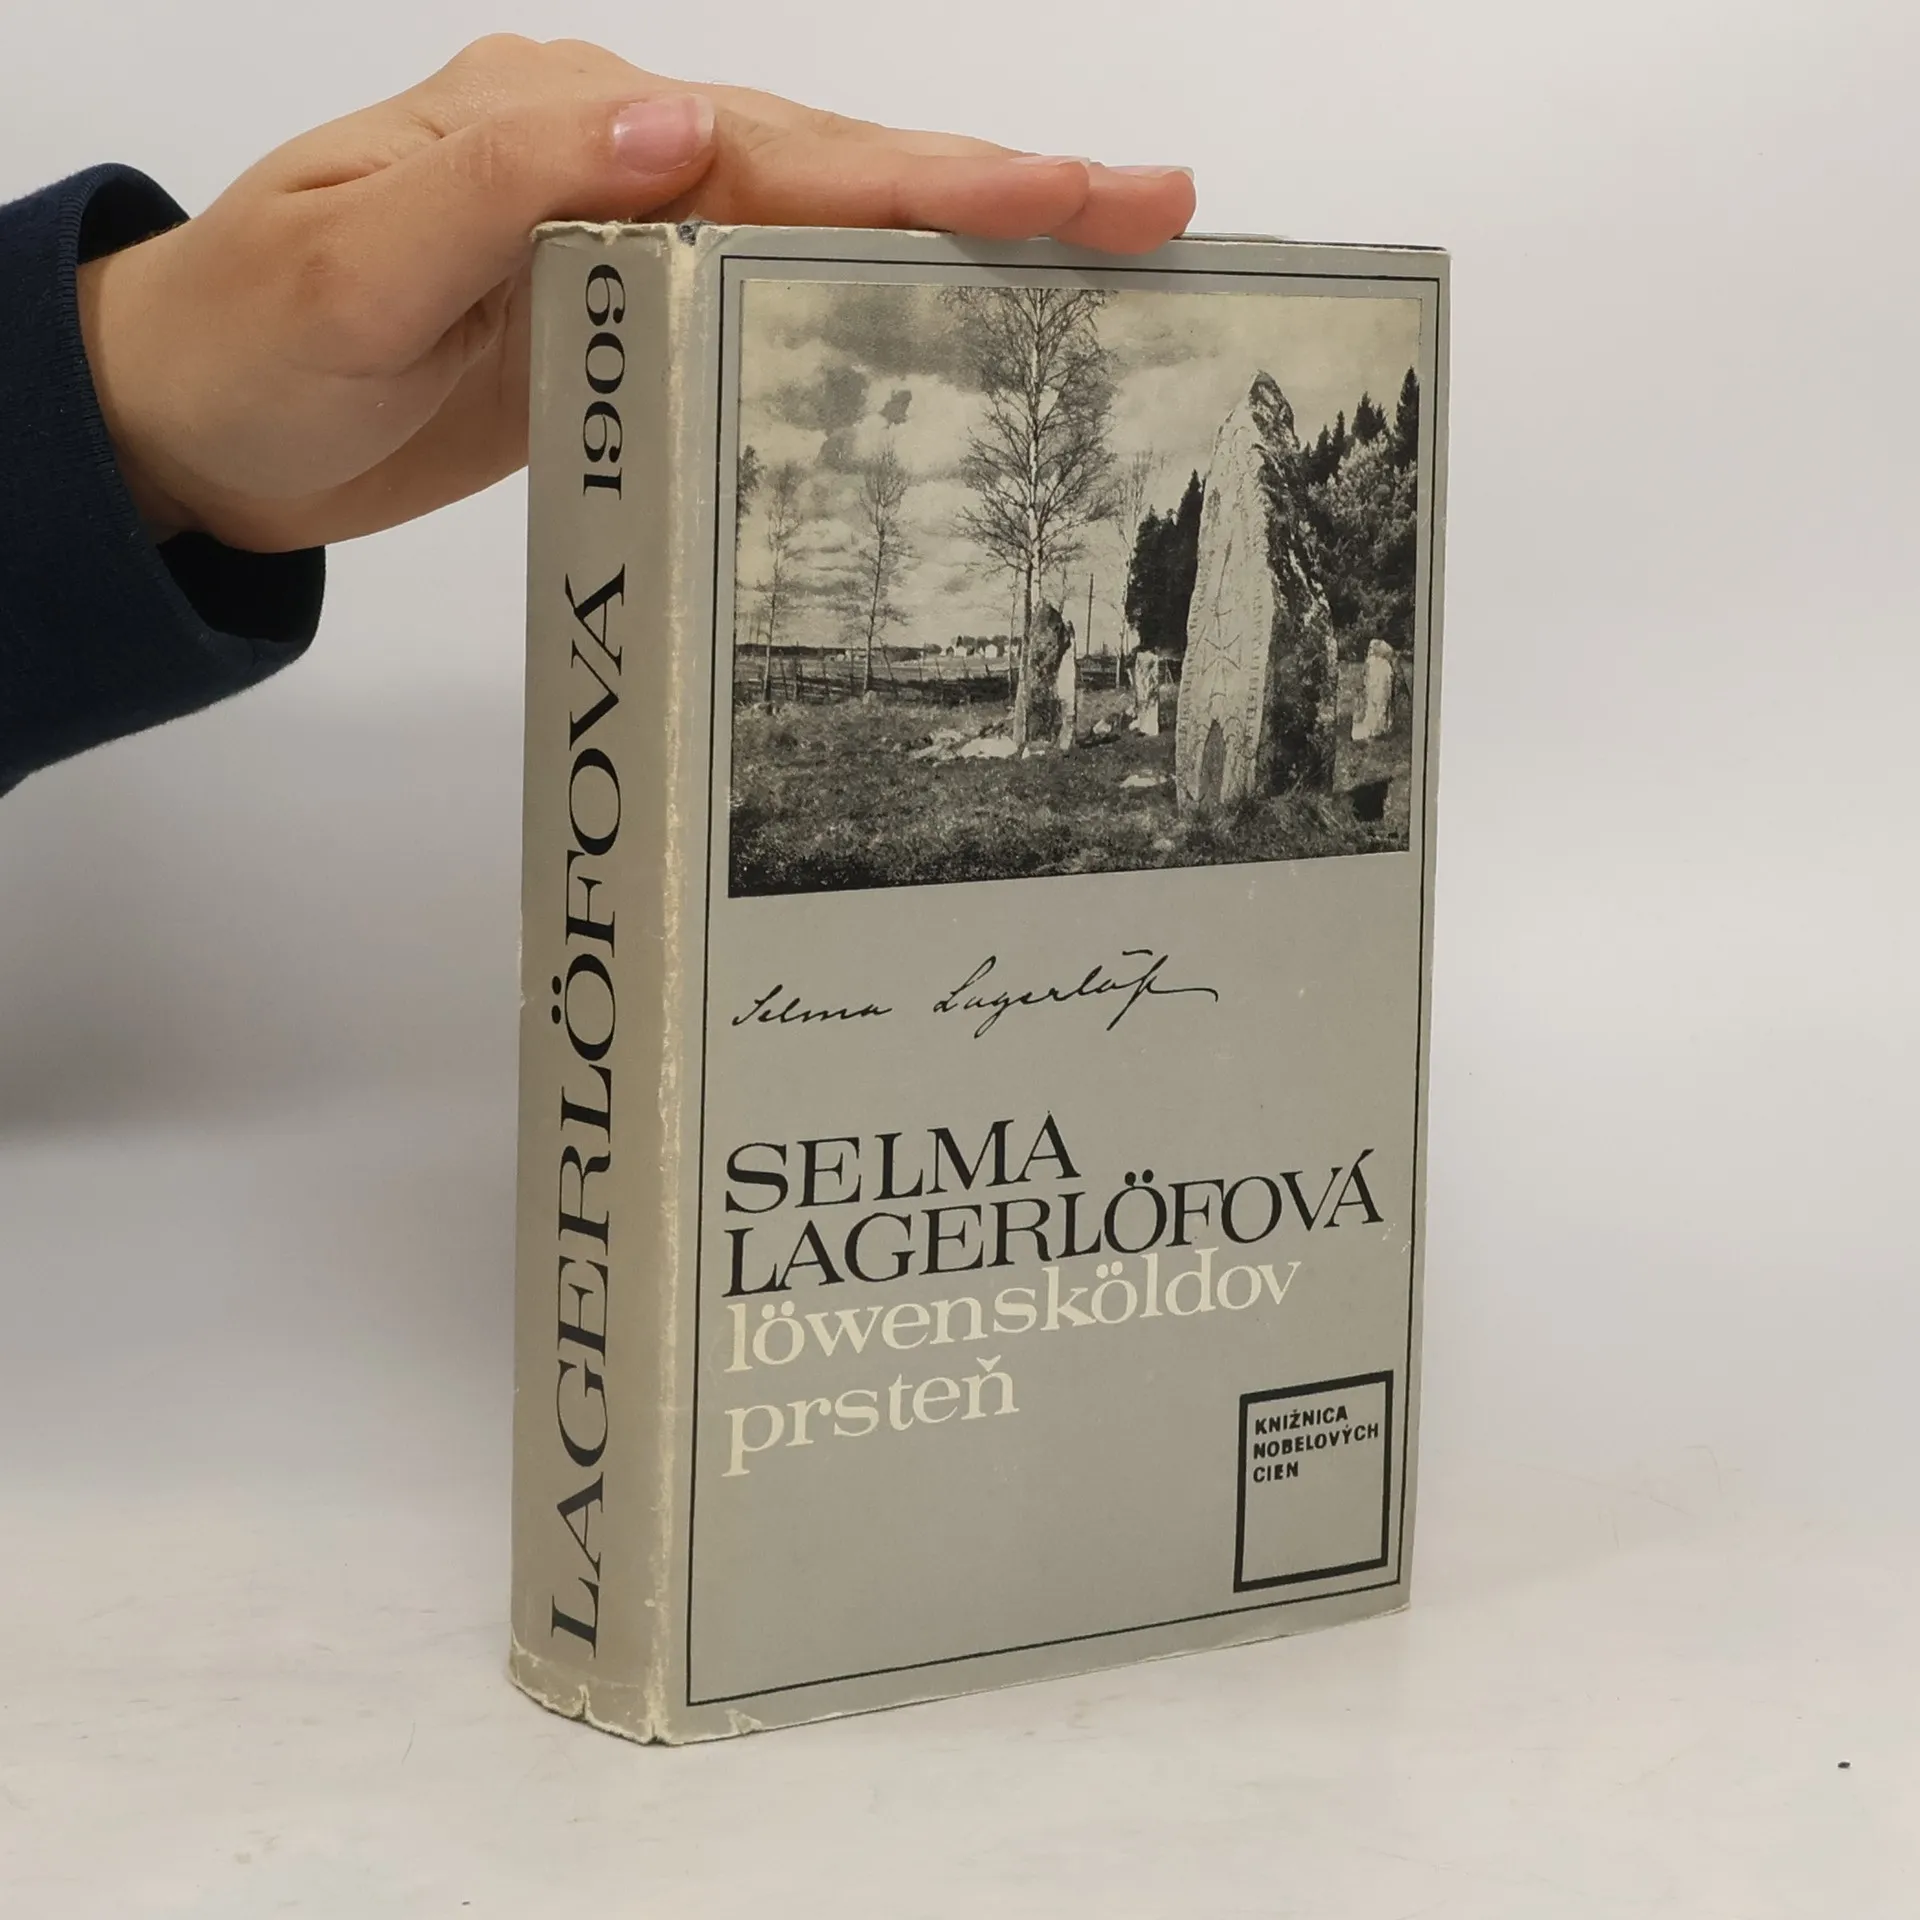 LAGERLÖFOVÁ 1909
Selma Lagerlöf
SELMA
LAGERLÖFOVÁ
löwensköldov
prsteň
KNIŽNICA
NOBELOVÝCH
CIEN